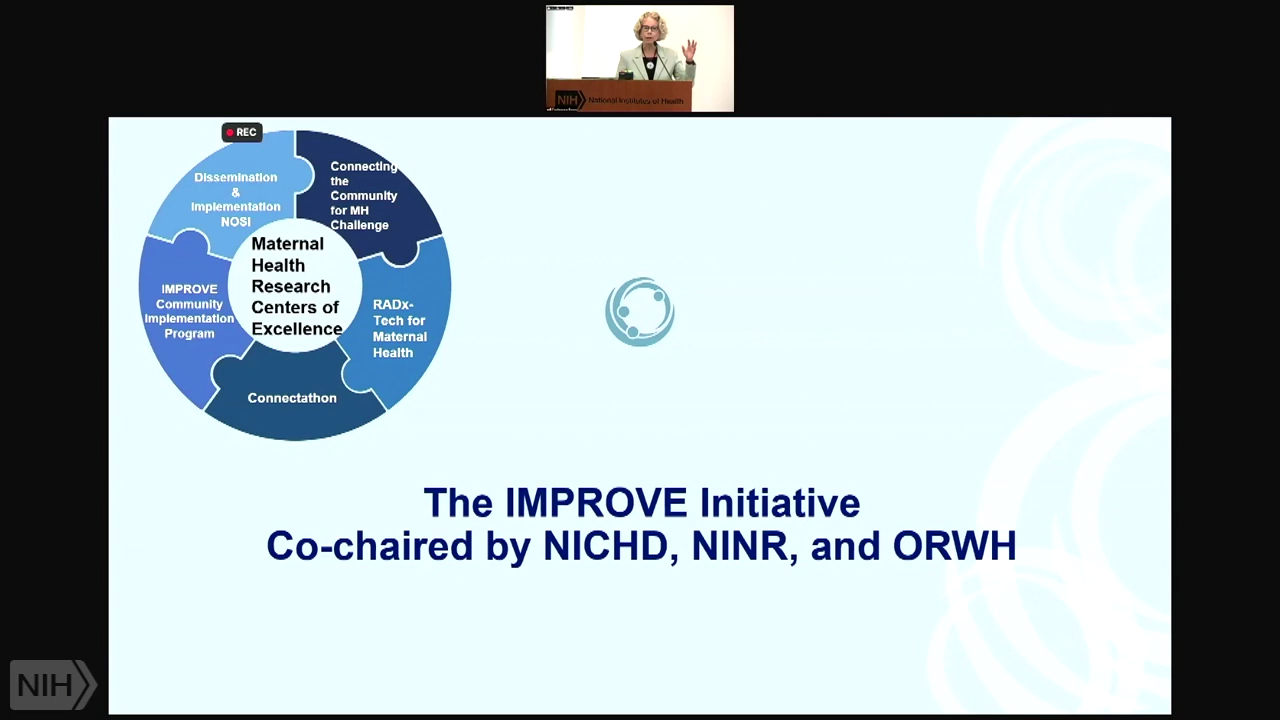 NIH National Institutes of Health
REC
Dissemination
&
Implementation
NOSI
Connecting
the
Community
for MH
Challenge
Maternal
Health
Research
Centers of
Excellence
IMPROVE
Community
Implementation
Program
RADx-
Tech for
Maternal
Health
Connectathon
The IMPROVE Initiative
Co-chaired by NICHD, NINR, and ORWH
NIH